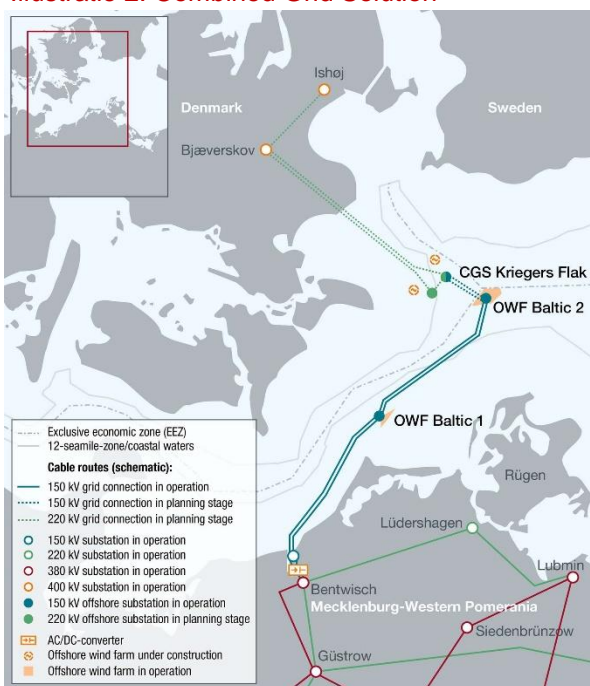 Illustratie 2: Combined Grid Solution
Ishøj
Denmark
Sweden
Bjæverskov
CGS Kriegers Flak
OWF Baltic 2
OWF Baltic 1
Rügen
Lüdershagen
Lubmin
Bentwisch
Mecklenburg-Western Pomerania
Siedenbrünzow
Güstrow
Exclusive economic zone (EEZ)
12-seamile-zone/coastal waters
Cable routes (schematic):
150 kV grid connection in operation
150 kV grid connection in planning stage
220 kV grid connection in planning stage
150 kV substation in operation
220 kV substation in operation
380 kV substation in operation
400 kV substation in operation
150 kV offshore substation in operation
220 kV offshore substation in planning stage
AC/DC-converter
Offshore wind farm under construction
Offshore wind farm in operation